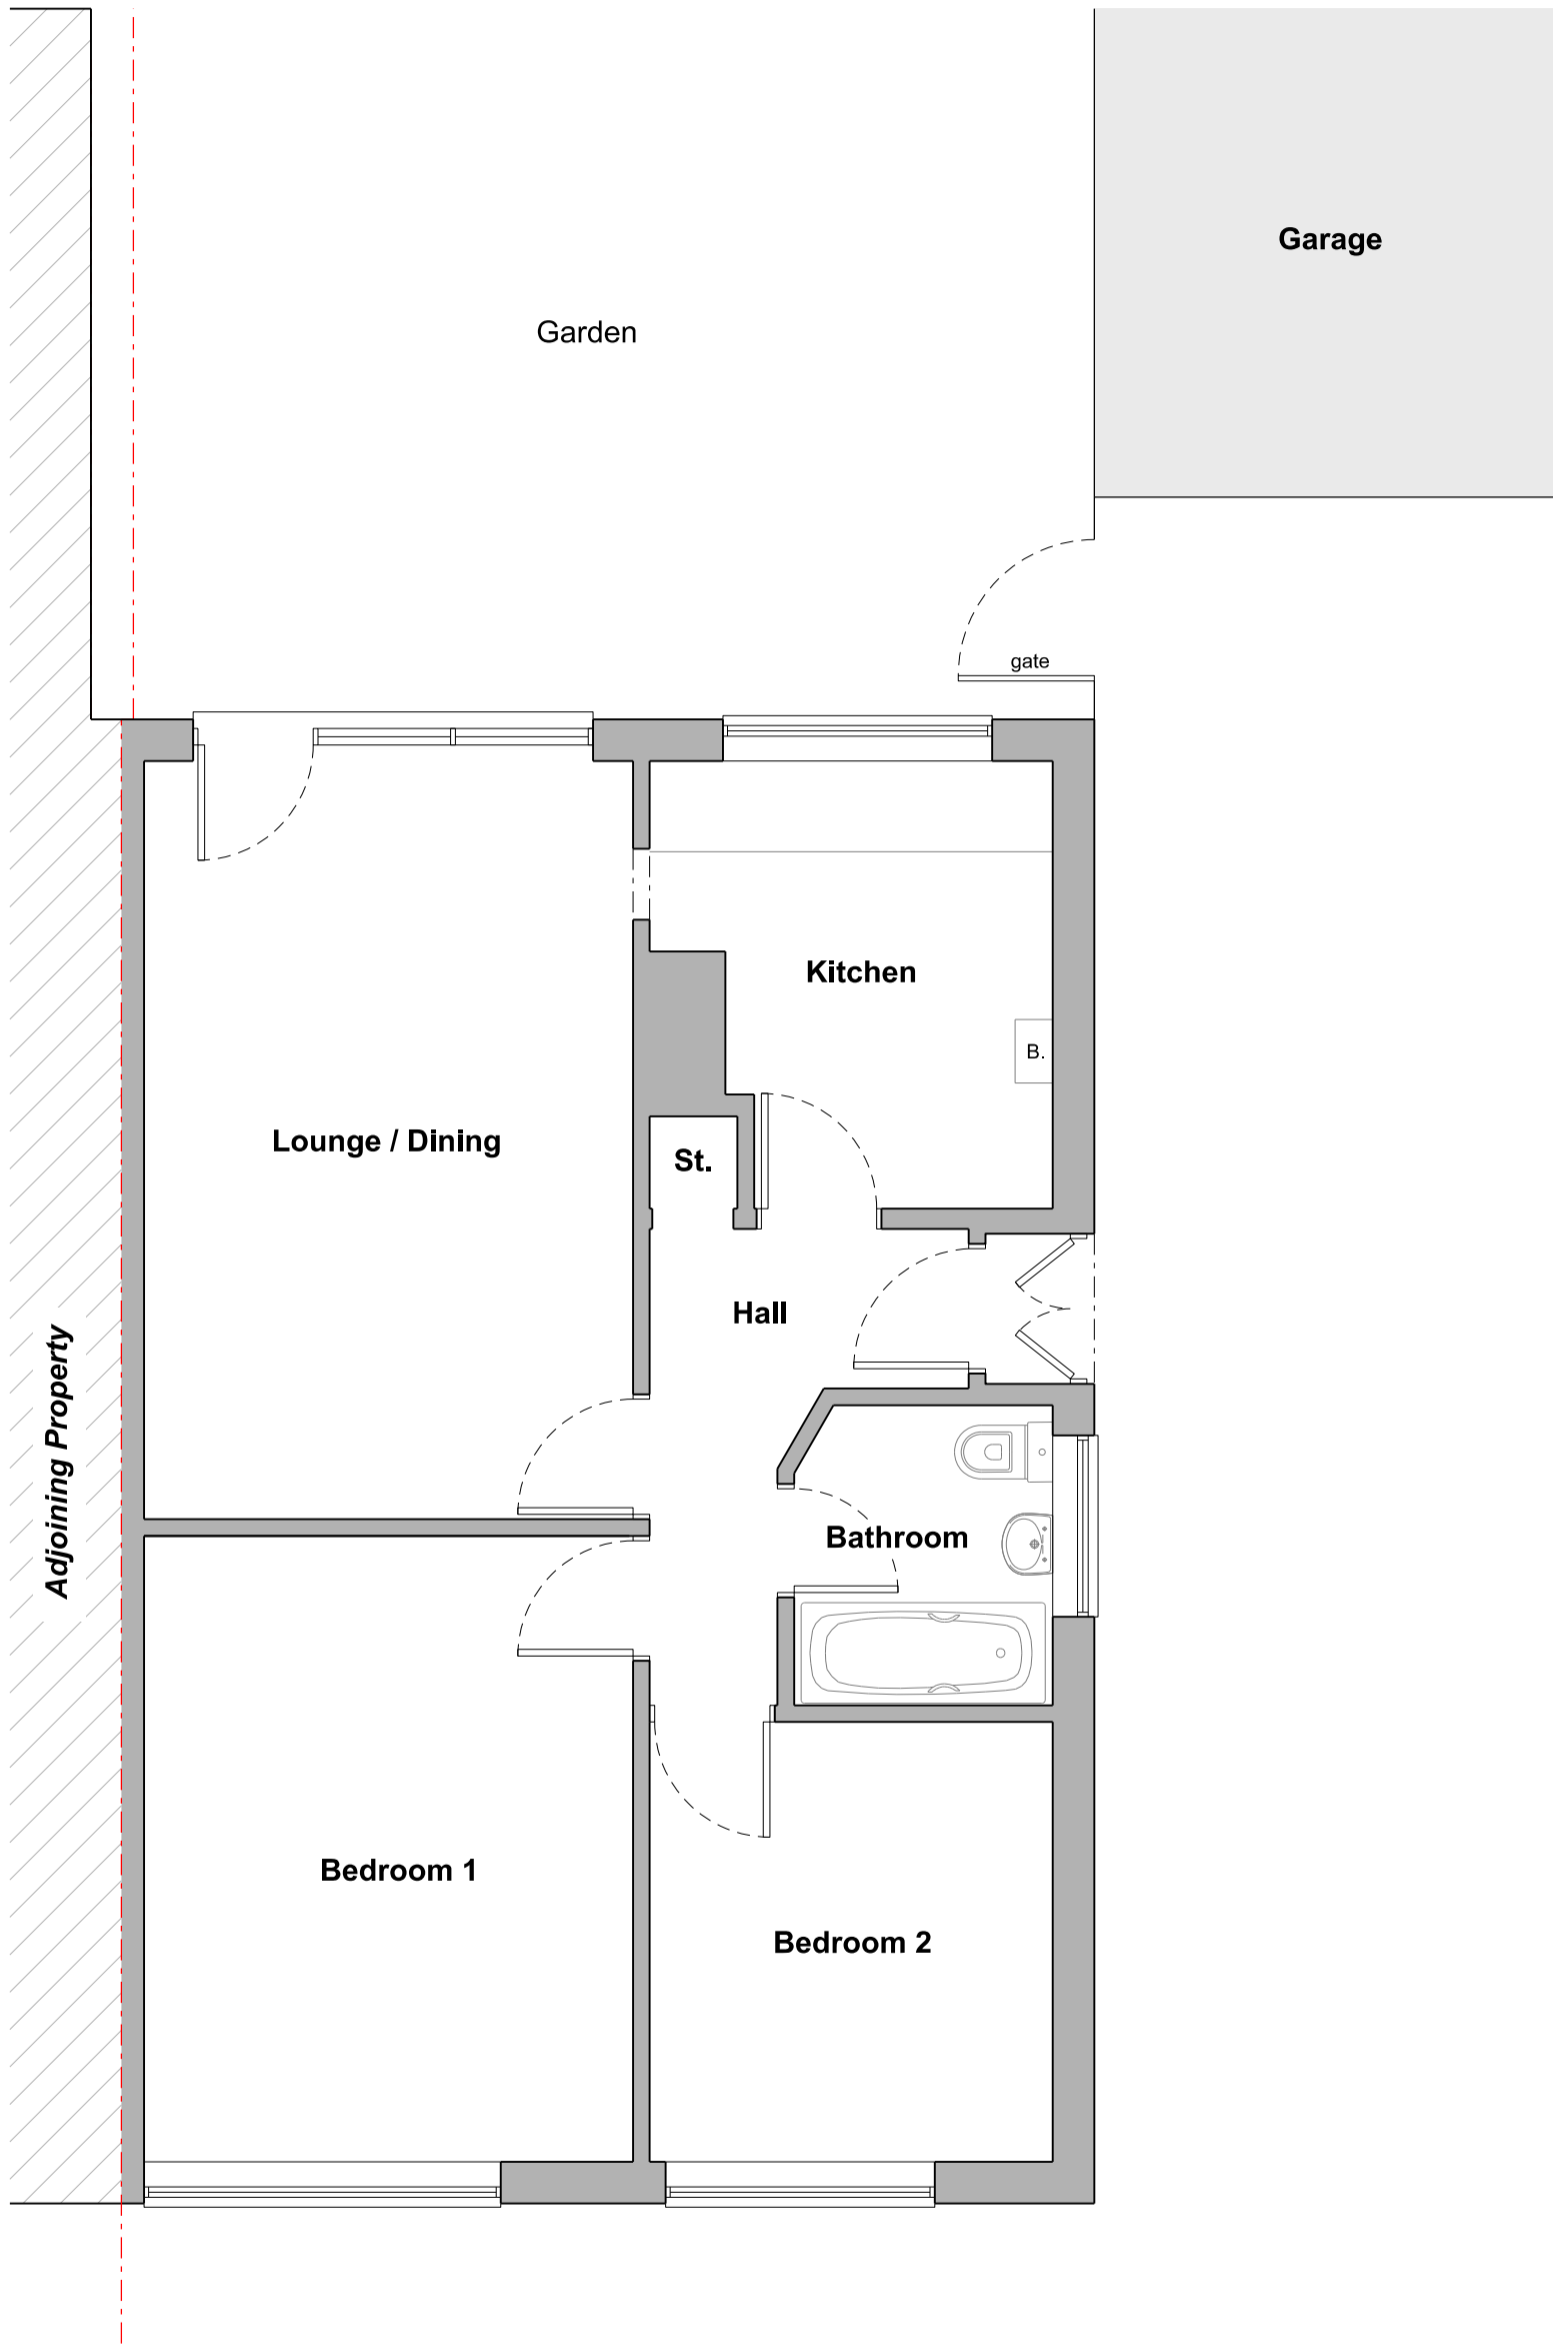 Garage
Garden
gate
Kitchen
B.
Lounge / Dining
St.
Hall
Adjoining Property
Bathroom
Bedroom 1
Bedroom 2